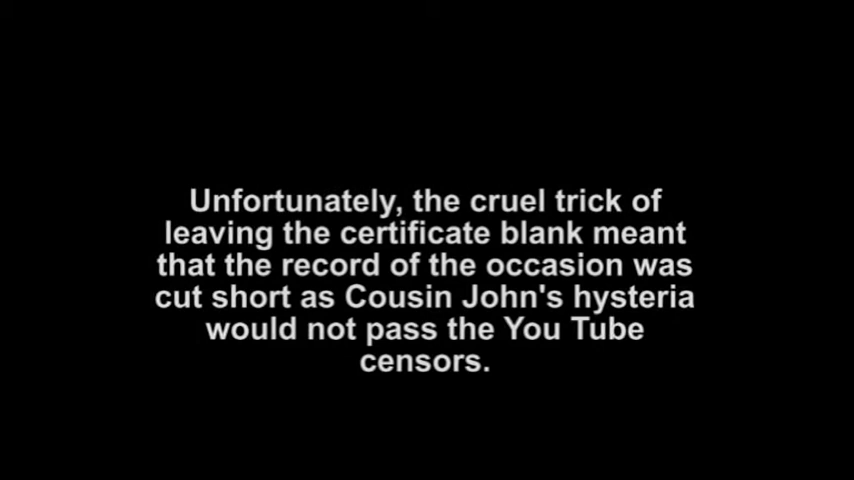 Unfortunately, the cruel trick of
leaving the certificate blank meant
that the record of the occasion was
cut short as Cousin John's hysteria
would not pass the You Tube
censors.